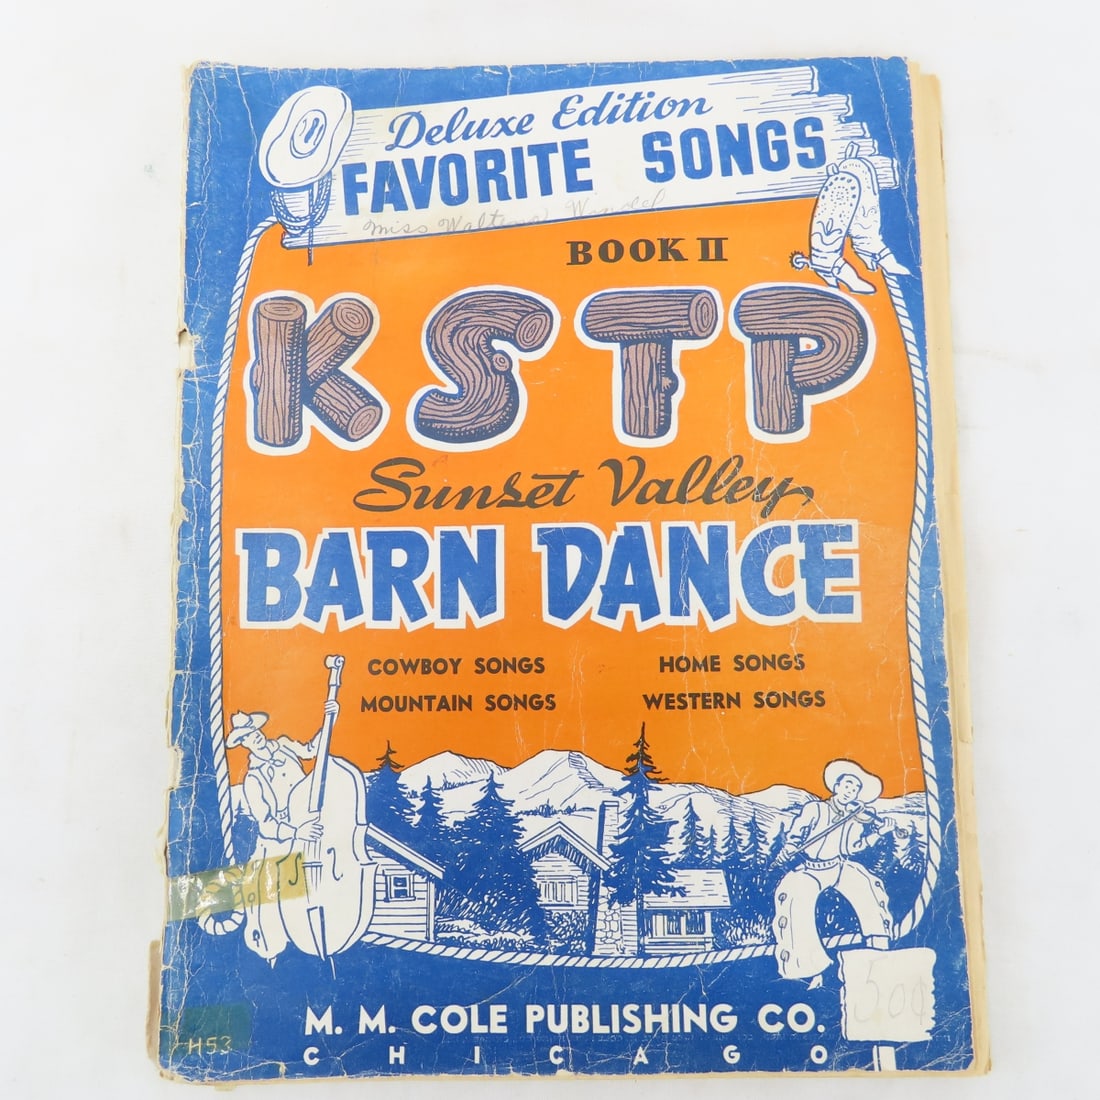 Deluxe Edition
FAVORITE SONGS
Miss
BOOK II
KSTP
Sunset Valley
BARN DANCE
COWBOY SONGS
HOME SONGS
MOUNTAIN SONGS
WESTERN SONGS
H53
M. M. COLE PUBLISHING CO.
CHICAGO